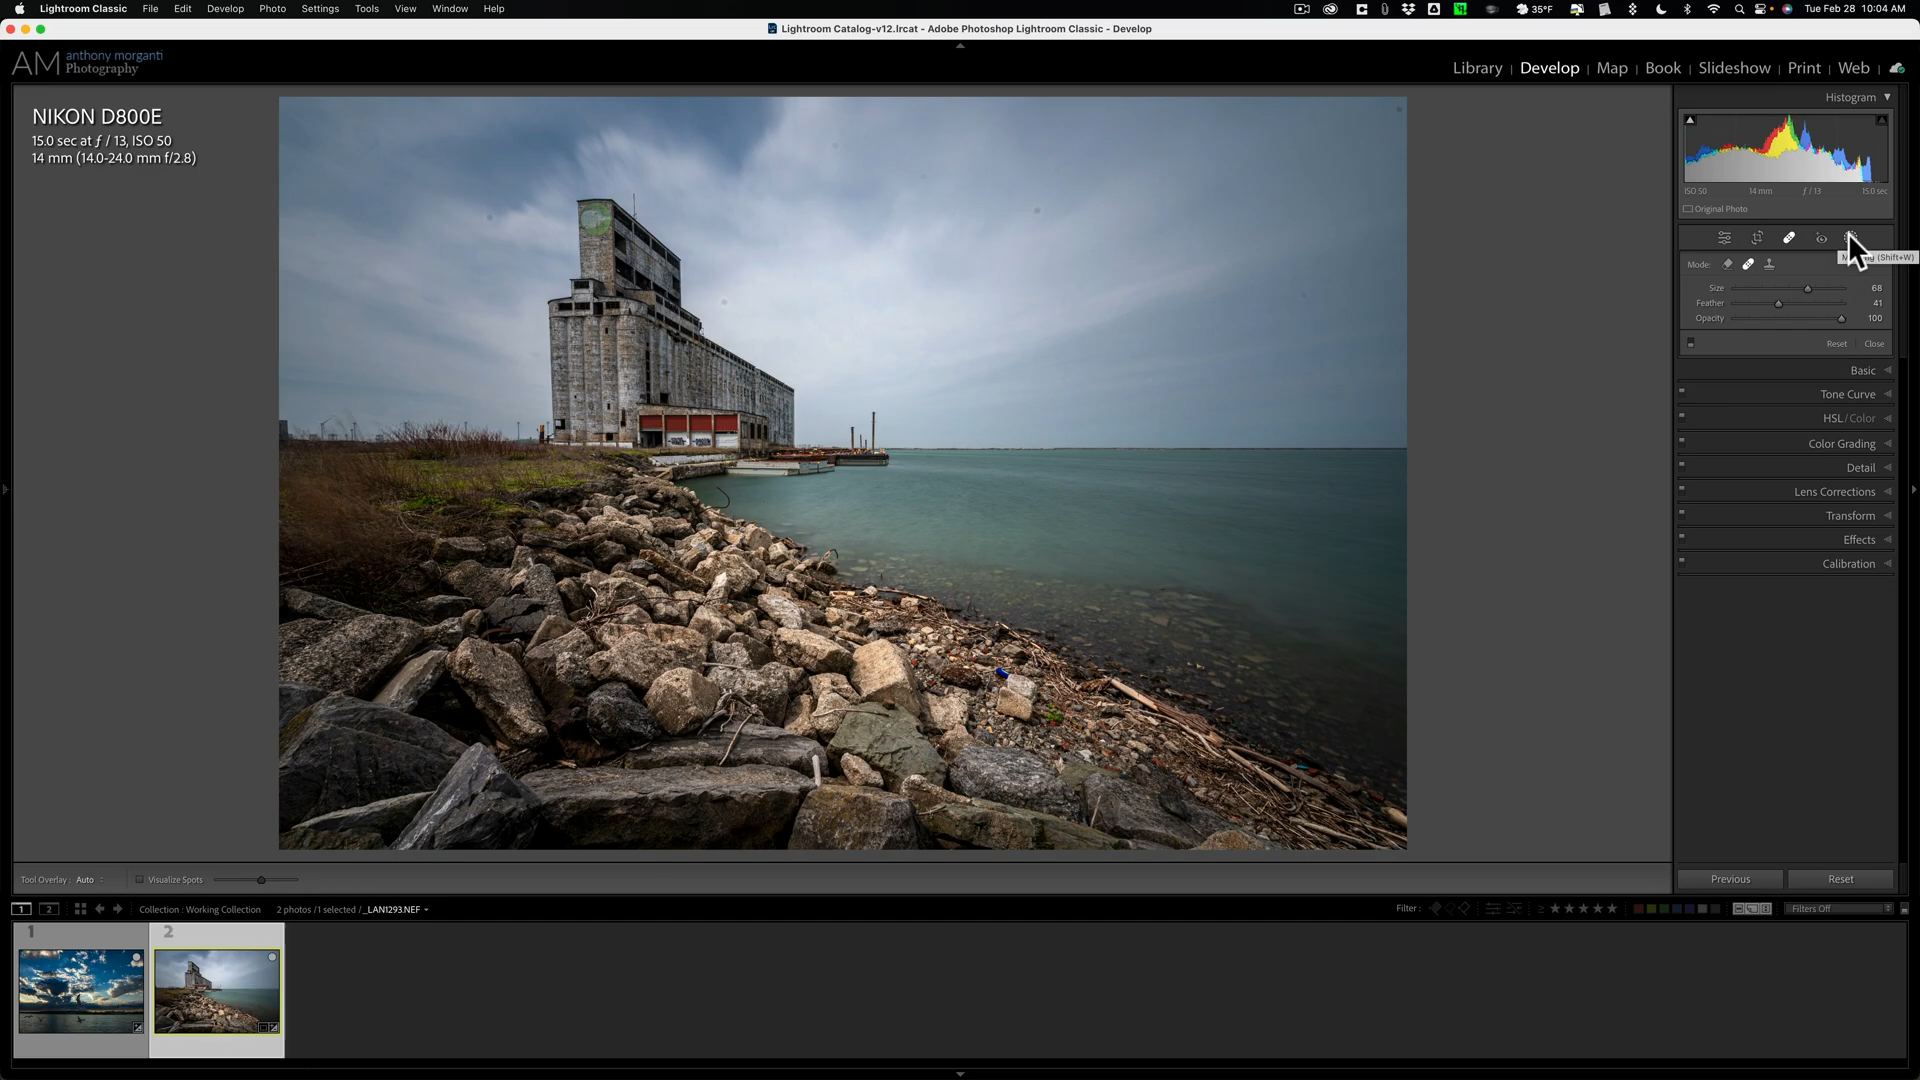 Lightroom Classic File Edit Develop Photo Settings Tools View Window Help 35°F Tue Feb 28 10:04 AM
Lightroom Catalog-v12.lrcat - Adobe Photoshop Lightroom Classic - Develop
AM anthony morganti
Photography
Library | Develop | Map | Book | Slideshow | Print | Web
Histogram
NIKON D800E
15.0 sec at ƒ / 13, ISO 50
14 mm (14.0-24.0 mm f/2.8)
ISO 50 14 mm ƒ / 13 15.0 sec
Original Photo
(Shift+W)
Mode:
Size 68
Feather 41
Opacity 100
Reset Close
Basic
Tone Curve
HSL / Color
Color Grading
Detail
Lens Corrections
Transform
Effects
Calibration
Tool Overlay : Auto Visualize Spots
Previous Reset
1 2 Collection : Working Collection 2 photos / 1 selected / _LAN1293.NEF
Filter : Filters Off
1 2